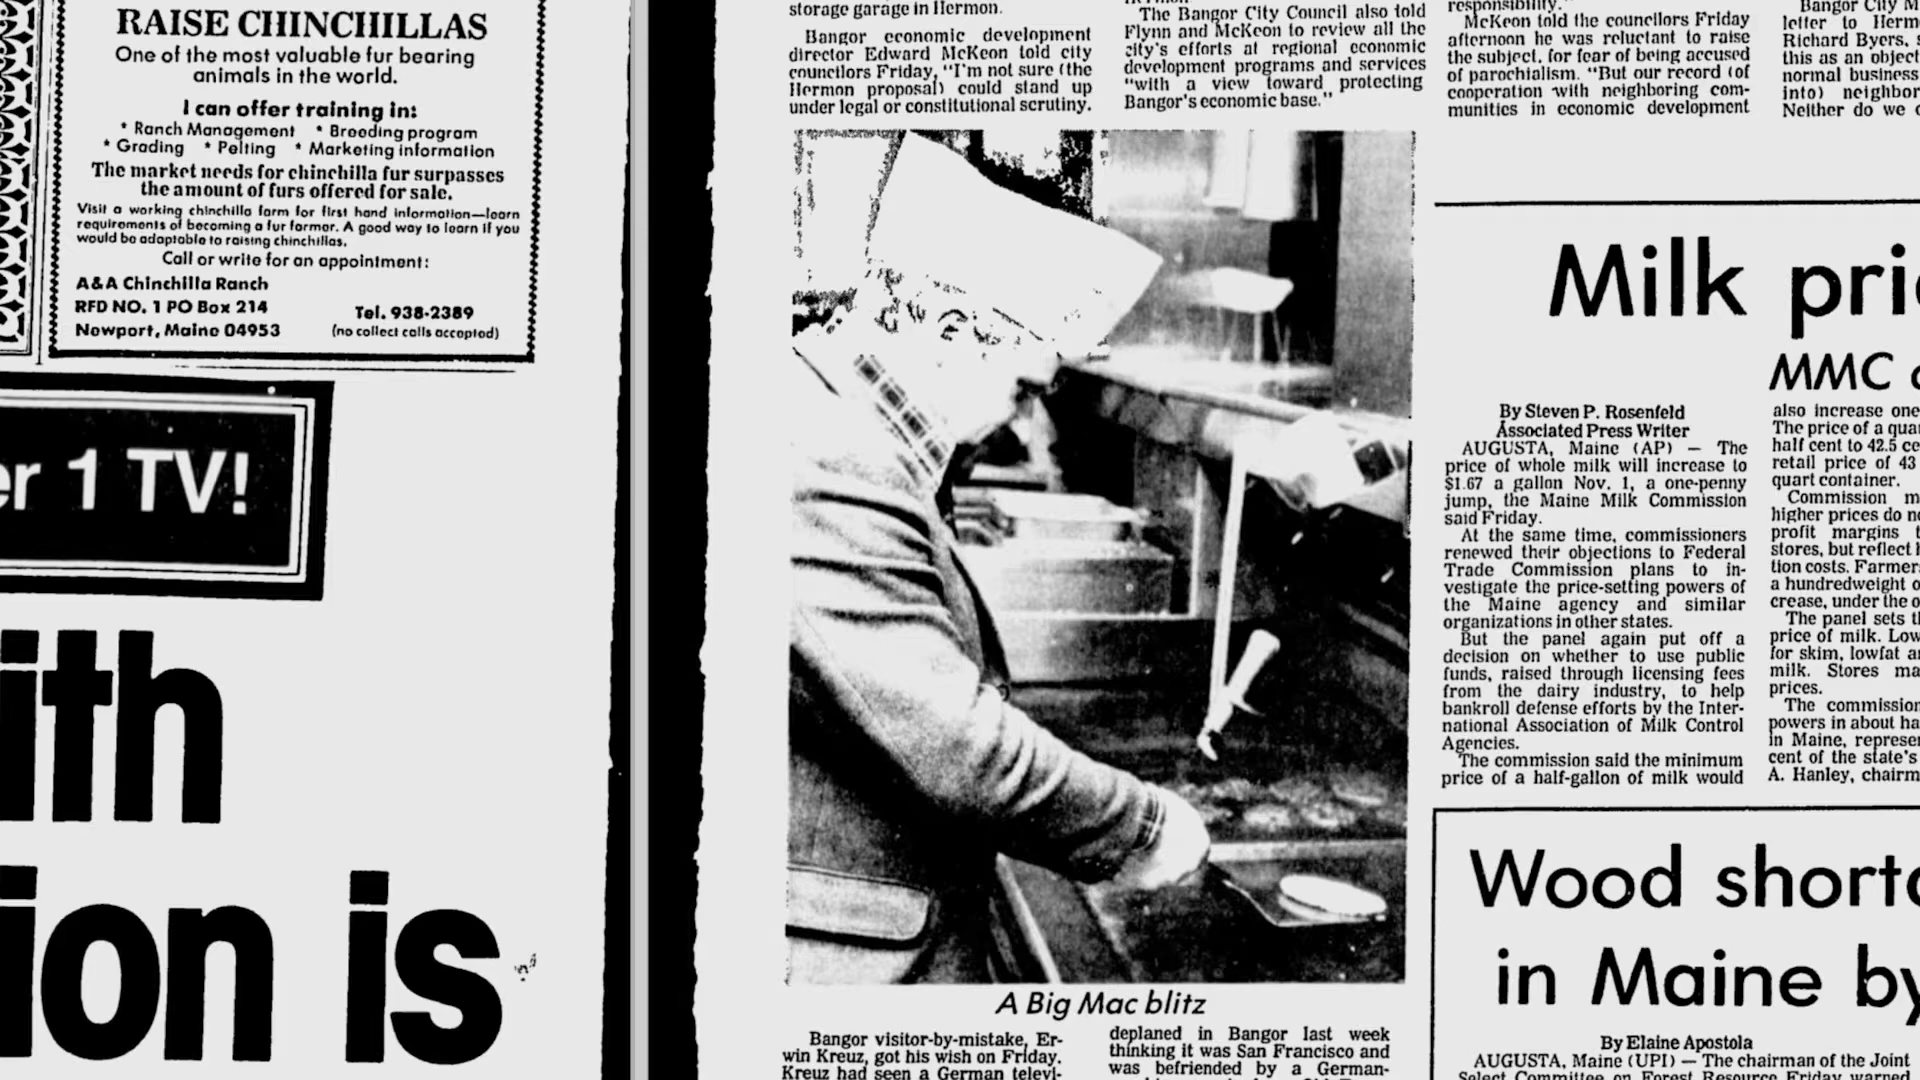 RAISE CHINCHILLAS
One of the most valuable fur bearing
animals in the world.
I can offer training in:
* Ranch Management * Breeding program
* Grading * Pelting * Marketing information
The market needs for chinchilla fur surpasses
the amount of furs offered for sale.
Visit a working chinchilla farm for first hand information—learn
requirements of becoming a fur farmer. A good way to learn if you
would be adaptable to raising chinchillas.
Call or write for an appointment:
A&A Chinchilla Ranch
RFD NO. 1 PO Box 214
Tel. 938-2389
Newport, Maine 04953
(no collect calls accepted)
er 1 TV!
ith
ion is
storage garage in Hermon.
Bangor economic development
director Edward McKeon told city
councilors Friday, "I'm not sure (the
Hermon proposal) could stand up
under legal or constitutional scrutiny.
The Bangor City Council also told
Flynn and McKeon to review all the
city's efforts at regional economic
development programs and services
"with a view toward protecting
Bangor's economic base."
responsibility."
McKeon told the councilors Friday
afternoon he was reluctant to raise
the subject, for fear of being accused
of parochialism. "But our record (of
cooperation with neighboring com-
munities in economic development
Bangor City M
letter to Herm
Richard Byers, s
this as an object
normal business
into) neighbor
Neither do we c
A Big Mac blitz
Bangor visitor-by-mistake, Er-
win Kreuz, got his wish on Friday.
Kreuz had seen a German televi-
deplaned in Bangor last week
thinking it was San Francisco and
was befriended by a German-
Milk pri
MMC
By Steven P. Rosenfeld
Associated Press Writer
AUGUSTA, Maine (AP) — The
price of whole milk will increase to
$1.67 a gallon Nov. 1, a one-penny
jump, the Maine Milk Commission
said Friday.
At the same time, commissioners
renewed their objections to Federal
Trade Commission plans to in-
vestigate the price-setting powers of
the Maine agency and similar
organizations in other states.
But the panel again put off a
decision on whether to use public
funds, raised through licensing fees
from the dairy industry, to help
bankroll defense efforts by the Inter-
national Association of Milk Control
Agencies.
The commission said the minimum
price of a half-gallon of milk would
also increase one
The price of a quar
half cent to 42.5 ce
retail price of 43
quart container.
Commission m
higher prices do no
profit margins t
stores, but reflect h
tion costs. Farmers
a hundredweight o
crease, under the o
The panel sets th
price of milk. Low
for skim, lowfat an
milk. Stores ma
prices.
The commission
powers in about ha
in Maine, represen
cent of the state's
A. Hanley, chairm
Wood shorta
in Maine by
By Elaine Apostola
AUGUSTA, Maine (UPI) — The chairman of the Joint
Select Committee on Forest Resource Friday warned